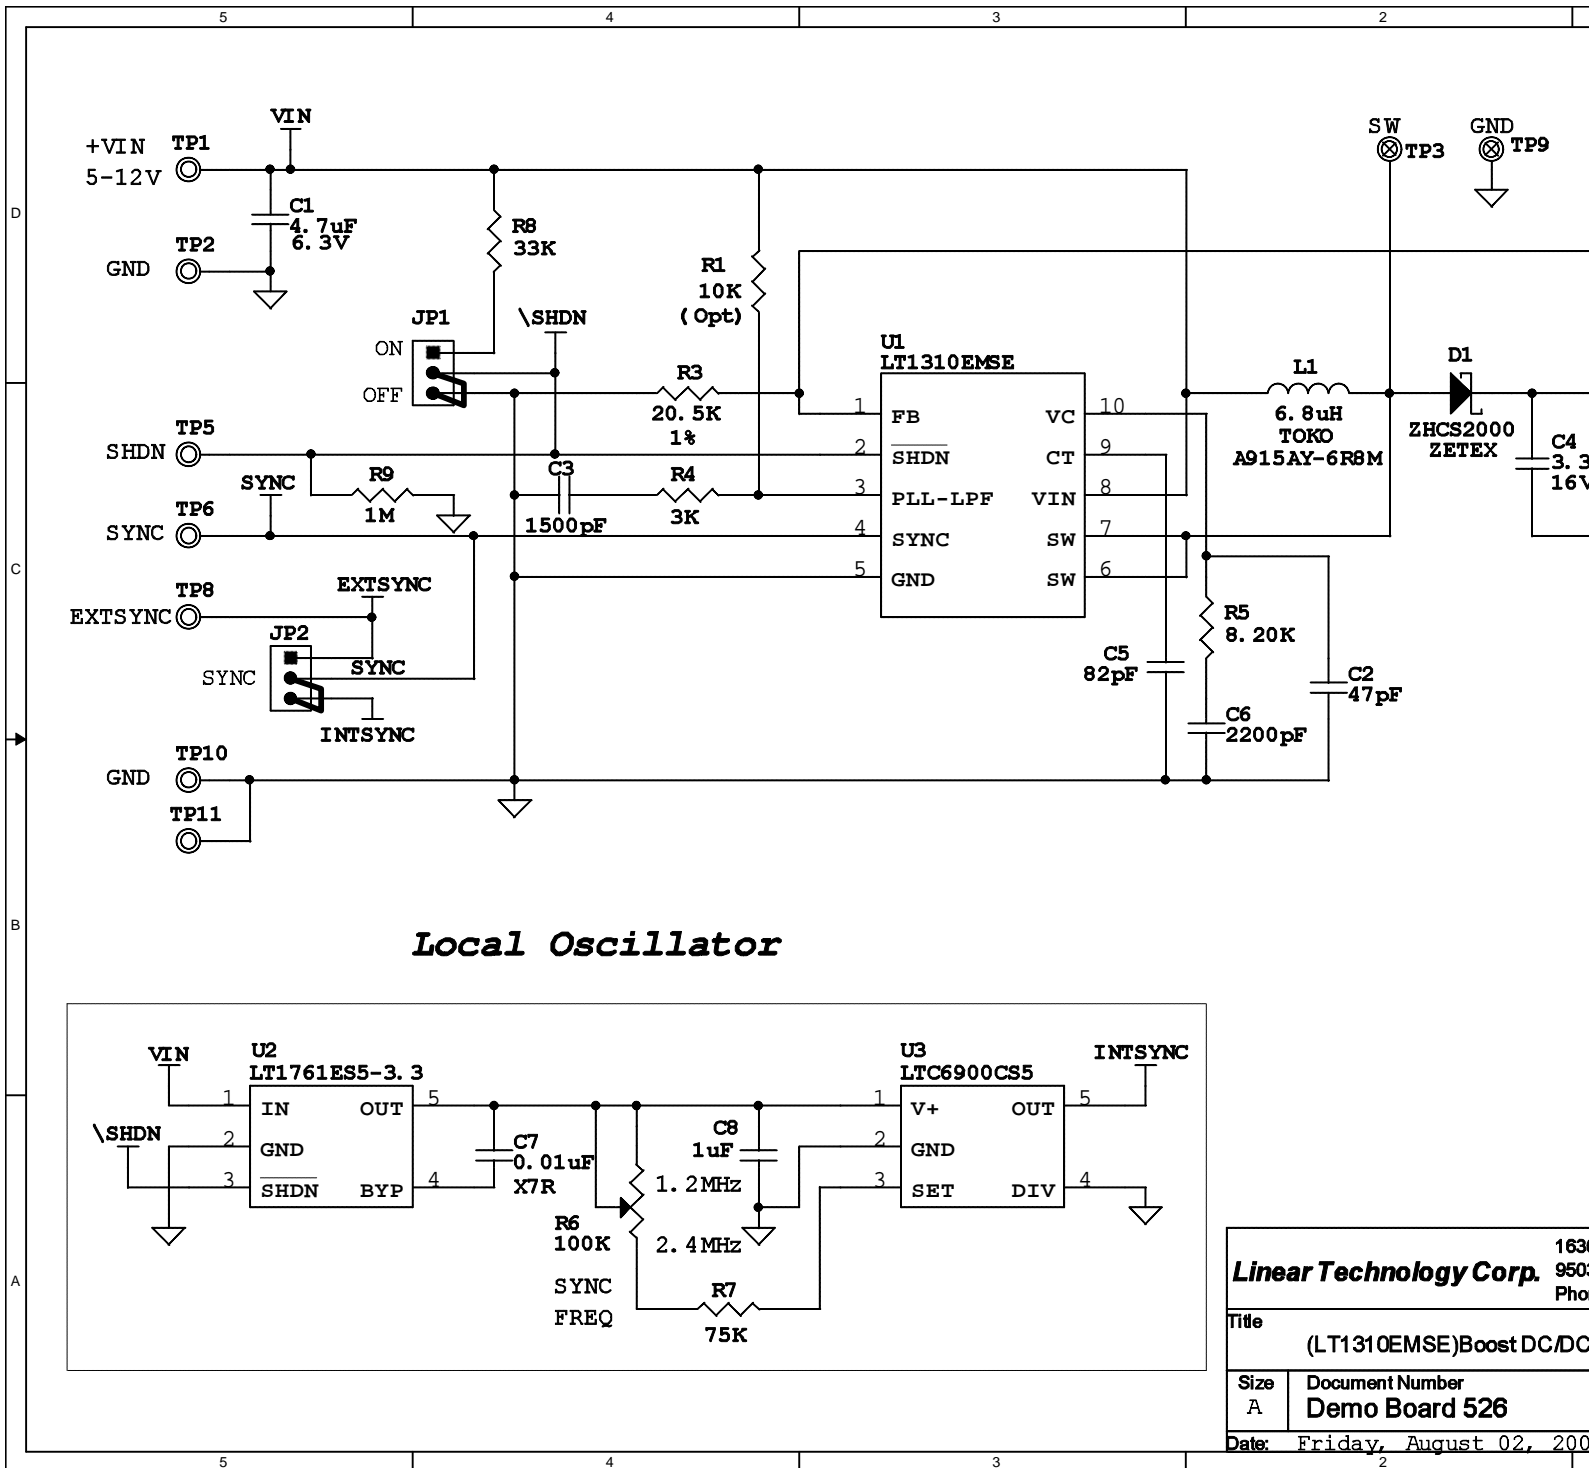 5 4 3 2
VIN
+VIN TP1
5-12V
SW
TP3
GND
TP9
D
C1
4.7uF
6.3V
R8
33K
TP2
GND
R1
10K
(Opt)
JP1
\SHDN
ON
OFF
U1
LT1310EMSE
R3
20.5K
1%
L1
6.8uH
TOKO
A915AY-6R8M
D1
ZHCS2000
ZETEX
1 FB VC 10
2 SHDN CT 9
3 PLL-LPF VIN 8
4 SYNC SW 7
5 GND SW 6
C4
3.3
16V
TP5
SHDN
SYNC
R9
1M
C3
1500pF
R4
3K
TP6
SYNC
C
TP8
EXTSYNC
EXTSYNC
JP2
SYNC
SYNC
INTSYNC
R5
8.20K
C5
82pF
C2
47pF
C6
2200pF
TP10
GND
TP11
B
Local Oscillator
VIN
U2
LT1761ES5-3.3
\SHDN
1 IN OUT 5
2 GND
3 SHDN BYP 4
C7
0.01uF
X7R
C8
1uF
1.2MHz
R6
100K
2.4MHz
SYNC
FREQ
R7
75K
U3
LTC6900CS5
INTSYNC
1 V+ OUT 5
2 GND
3 SET DIV 4
A
Linear Technology Corp.
1630
9503
Phon
Title
(LT1310EMSE)Boost DC/DC
Size
A
Document Number
Demo Board 526
Date: Friday, August 02, 200
5 4 3 2